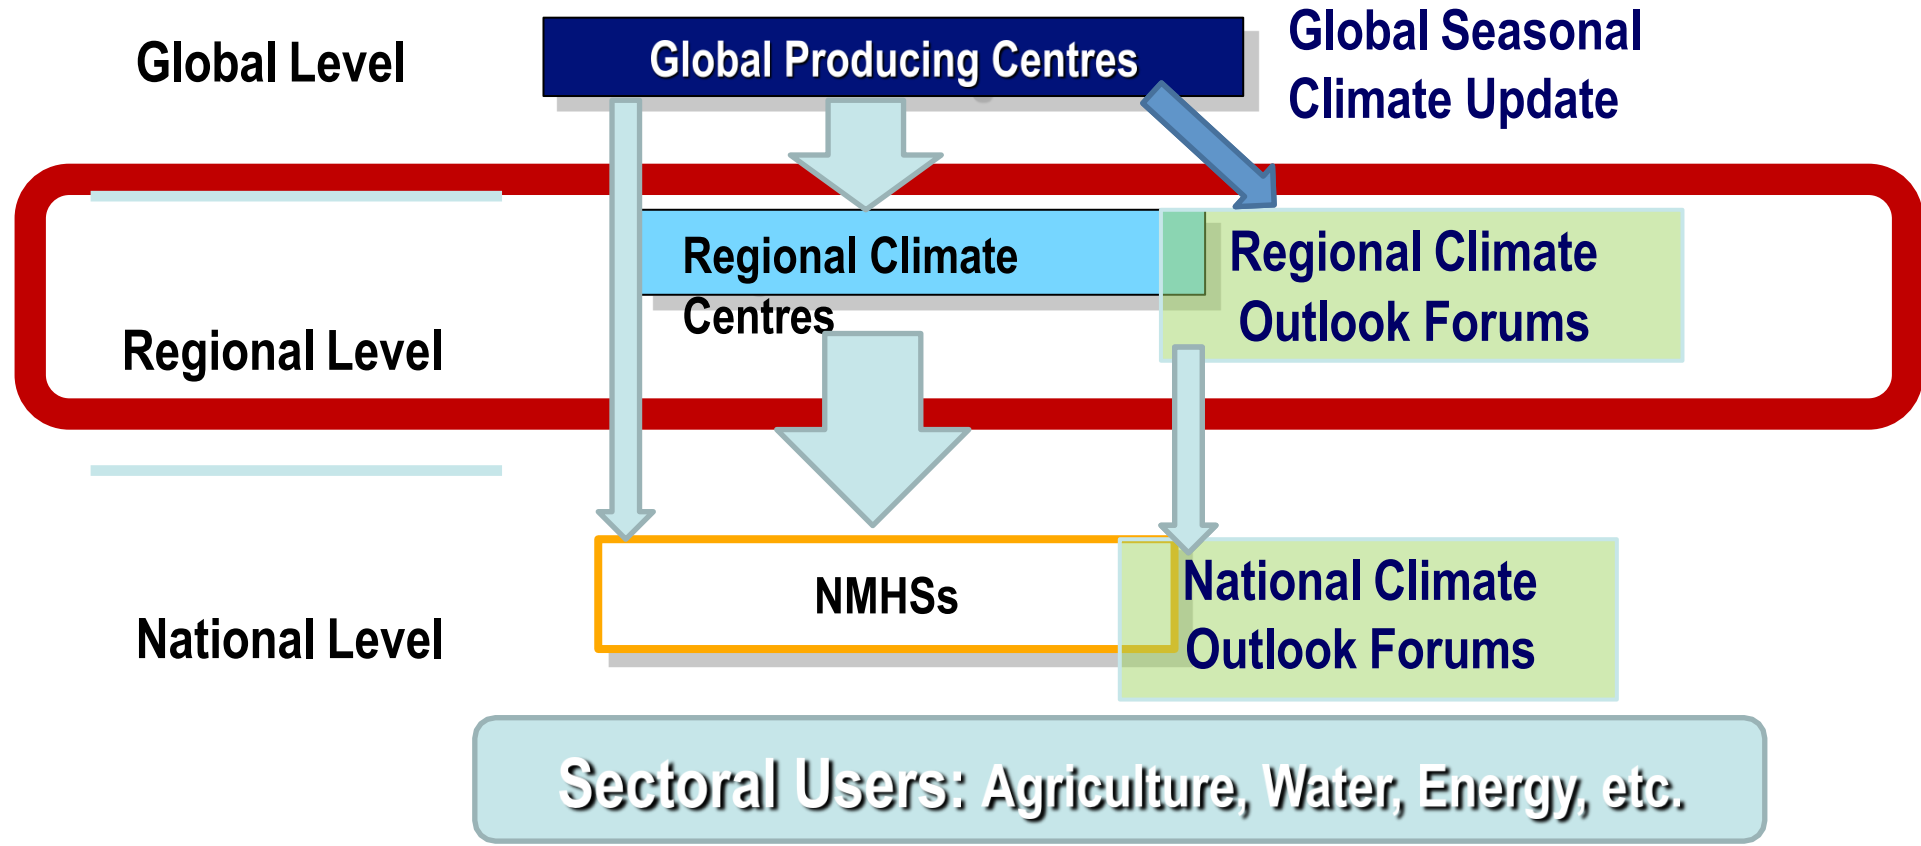 Global Level
Global Producing Centres
Global Seasonal
Climate Update
Regional Level
Regional Climate
Centres
Regional Climate
Outlook Forums
National Level
NMHSs
National Climate
Outlook Forums
Sectoral Users: Agriculture, Water, Energy, etc.